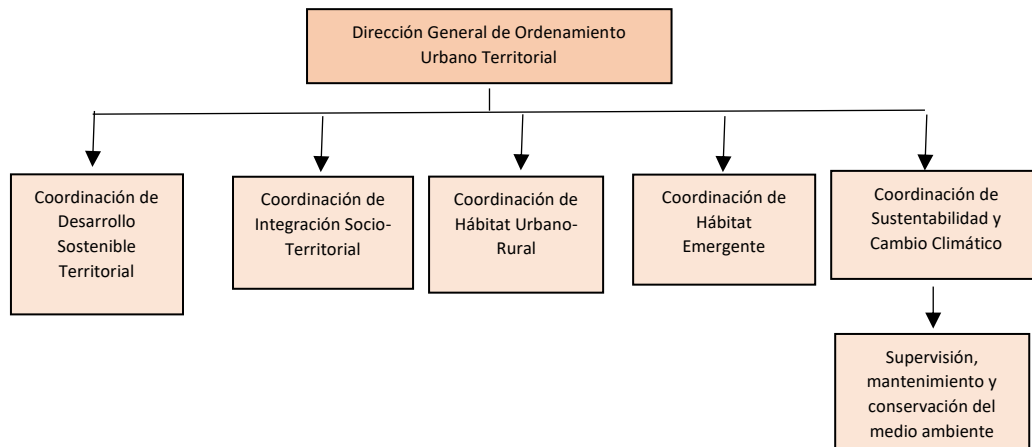 Dirección General de Ordenamiento
Urbano Territorial
Coordinación de
Desarrollo
Sostenible
Territorial
Coordinación de
Integración Socio-
Territorial
Coordinación de
Hábitat Urbano-
Rural
Coordinación de
Hábitat
Emergente
Coordinación de
Sustentabilidad y
Cambio Climático
Supervisión,
mantenimiento y
conservación del
medio ambiente